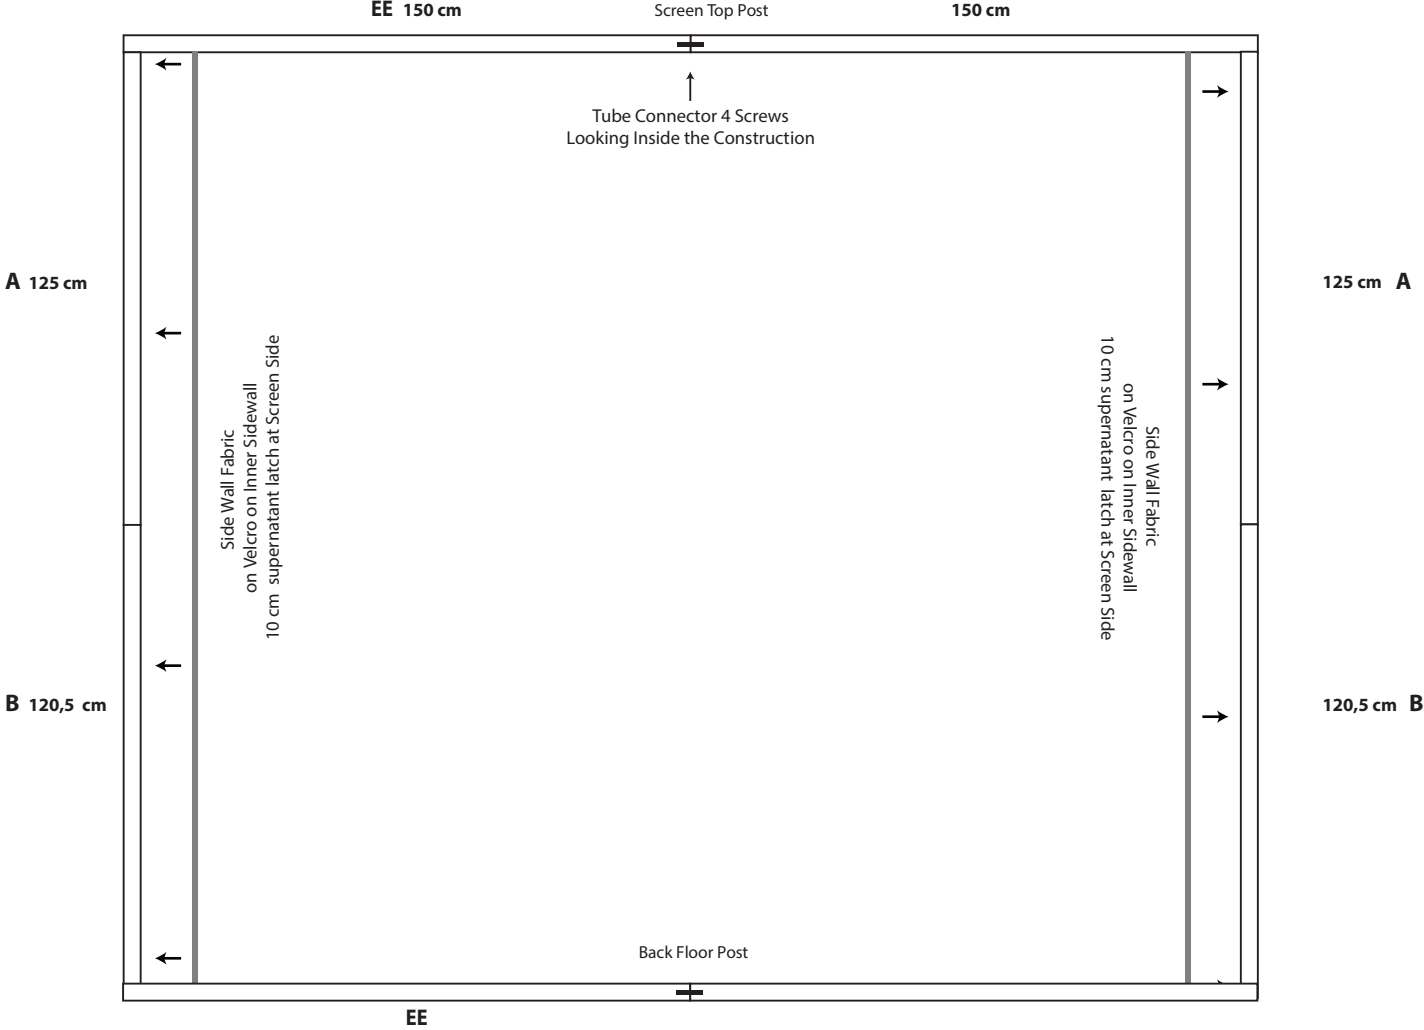 EE 150 cm
Screen Top Post
150 cm
Tube Connector 4 Screws
Looking Inside the Construction
A 125 cm
125 cm A
Side Wall Fabric
on Velcro on Inner Sidewall
10 cm supernatant latch at Screen Side
Side Wall Fabric
on Velcro on Inner Sidewall
10 cm supernatant latch at Screen Side
B 120,5 cm
120,5 cm B
Back Floor Post
EE